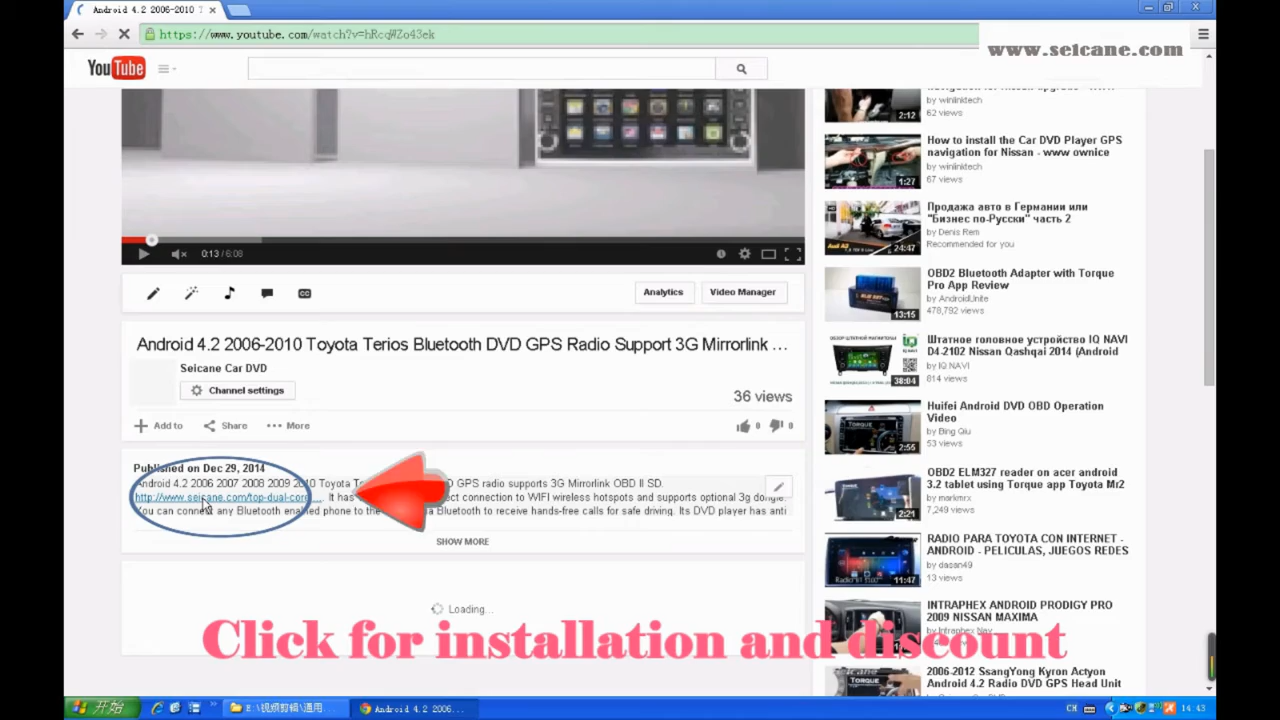 Android 4.2 2006-2010 T
https://www.youtube.com/watch?v=hRcqWZo43ek
www.seicane.com
YouTube
by winlinktech
62 views
2:12
How to install the Car DVD Player GPS
navigation for Nissan - www ownice
by winlinktech
67 views
1:27
Продажа авто в Германии или
"Бизнес по-Русски" часть 2
by Denis Rem
Recommended for you
24:47
0:13 / 6:08
OBD2 Bluetooth Adapter with Torque
Pro App Review
by AndroidUnite
478,792 views
13:15
Analytics
Video Manager
Android 4.2 2006-2010 Toyota Terios Bluetooth DVD GPS Radio Support 3G Mirrorlink ...
Seicane Car DVD
Channel settings
36 views
Штатное головное устройство IQ NAVI
D4-2102 Nissan Qashqai 2014 (Android
by IQ NAVI
814 views
38:04
Add to
Share
More
0
0
Huifei Android DVD OBD Operation
Video
by Bing Qiu
53 views
2:55
Published on Dec 29, 2014
Android 4.2 2006 2007 2008 2009 2010 Toyota T
D GPS radio supports 3G Mirrorlink OBD II SD.
http://www.seicane.com/top-dual-core
. It has
ect connection to WIFI wireless hotspots and supports optional 3g dongle.
You can connect any Bluetooth enabled phone to the
a Bluetooth to receive hands-free calls for safe driving. Its DVD player has anti
SHOW MORE
OBD2 ELM327 reader on acer android
3.2 tablet using Torque app Toyota Mr2
by markmrx
7,249 views
2:21
RADIO PARA TOYOTA CON INTERNET -
ANDROID - PELICULAS, JUEGOS REDES
by dasan49
13 views
11:47
Loading...
INTRAPHEX ANDROID PRODIGY PRO
2009 NISSAN MAXIMA
by Intraphex Nav
Click for installation and discount
2006-2012 SsangYong Kyron Actyon
Android 4.2 Radio DVD GPS Head Unit
开始
E:\视频剪辑\通用...
Android 4.2 2006...
CH
14:43